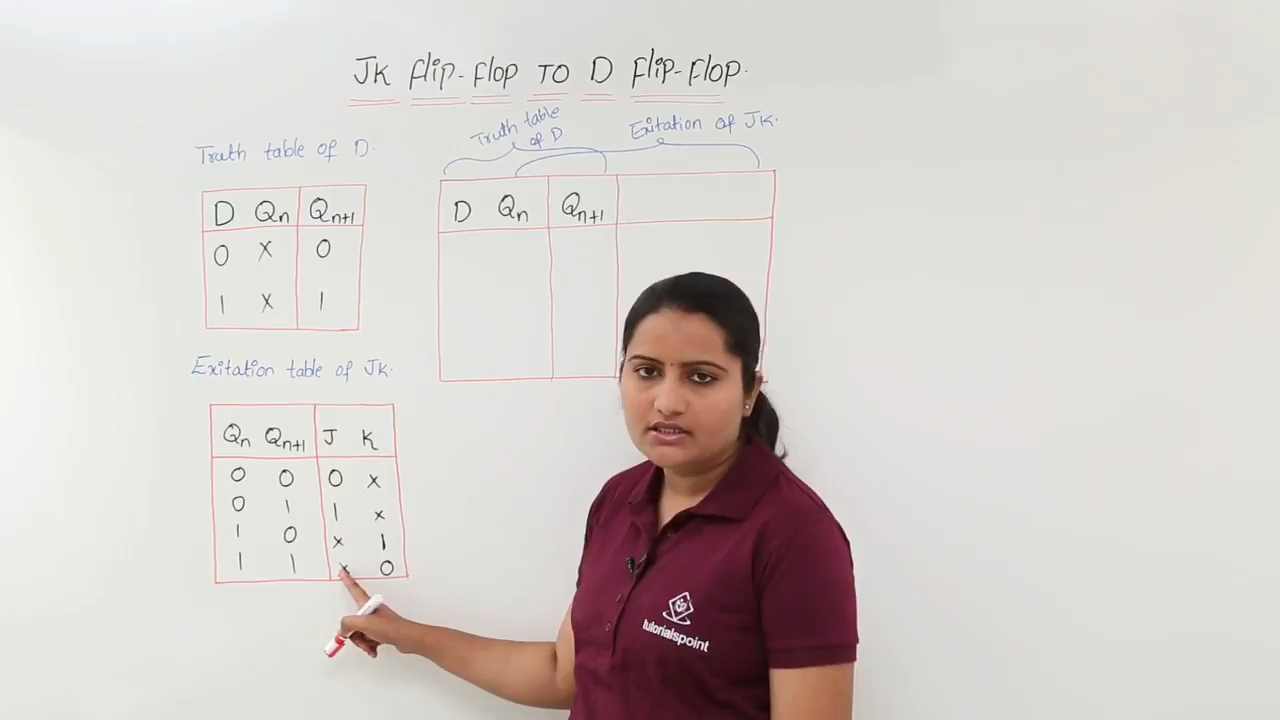 JK flip-flop TO D flip-flop.
Truth table of D.
D Qn Qn+1
0 x 0
1 x 1
Exitation table of JK.
Qn Qn+1 J K
0 0 0 x
0 1 1 x
1 0 x 1
1 1 x 0
Truth table
of D
Exitation of JK.
D Qn Qn+1
tutorialspoint